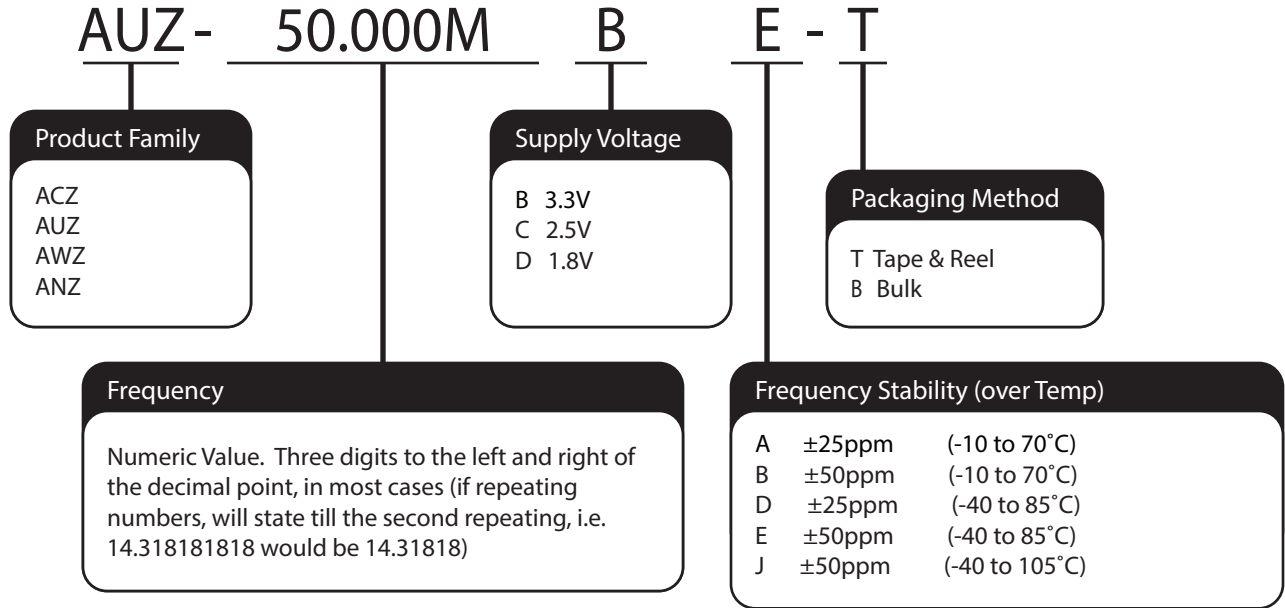 AUZ- 50.000M B E - T
Product Family
ACZ
AUZ
AWZ
ANZ
Supply Voltage
B 3.3V
C 2.5V
D 1.8V
Packaging Method
T Tape & Reel
B Bulk
Frequency
Numeric Value. Three digits to the left and right of
the decimal point, in most cases (if repeating
numbers, will state till the second repeating, i.e.
14.318181818 would be 14.31818)
Frequency Stability (over Temp)
A ±25ppm (-10 to 70˚C)
B ±50ppm (-10 to 70˚C)
D ±25ppm (-40 to 85˚C)
E ±50ppm (-40 to 85˚C)
J ±50ppm (-40 to 105˚C)